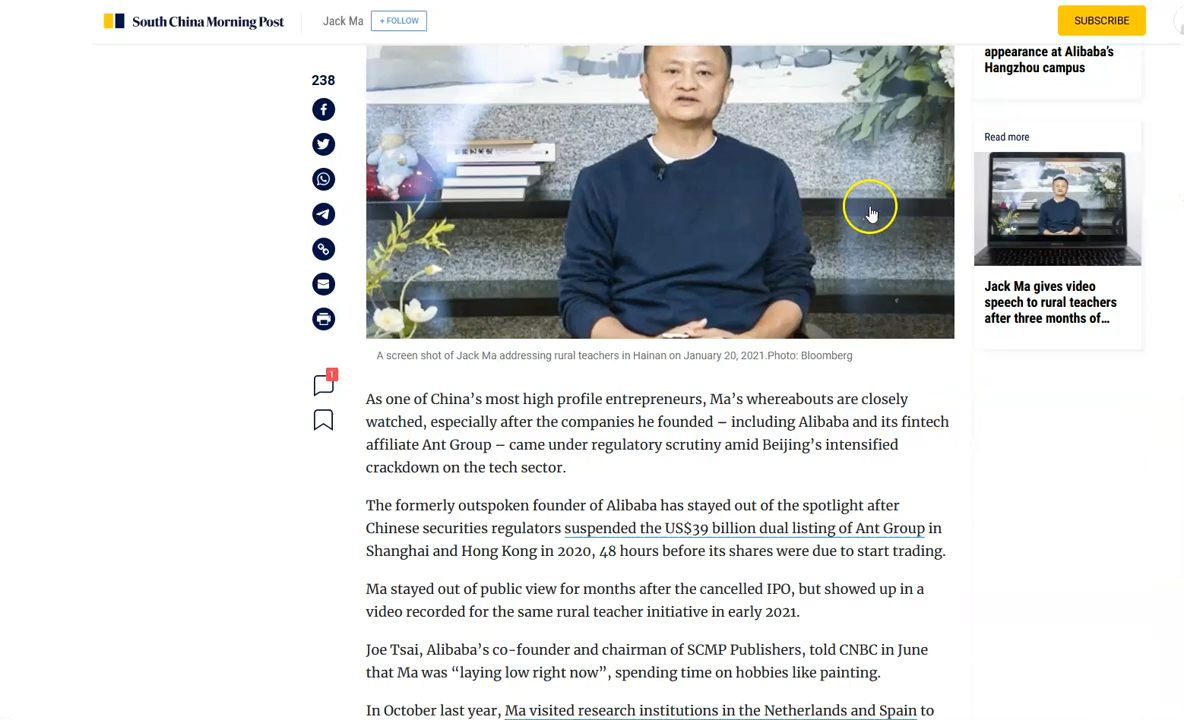 South China Morning Post
Jack Ma
+ FOLLOW
SUBSCRIBE
238
1
A screen shot of Jack Ma addressing rural teachers in Hainan on January 20, 2021.Photo: Bloomberg
As one of China’s most high profile entrepreneurs, Ma’s whereabouts are closely
watched, especially after the companies he founded – including Alibaba and its fintech
affiliate Ant Group – came under regulatory scrutiny amid Beijing’s intensified
crackdown on the tech sector.
The formerly outspoken founder of Alibaba has stayed out of the spotlight after
Chinese securities regulators suspended the US$39 billion dual listing of Ant Group in
Shanghai and Hong Kong in 2020, 48 hours before its shares were due to start trading.
Ma stayed out of public view for months after the cancelled IPO, but showed up in a
video recorded for the same rural teacher initiative in early 2021.
Joe Tsai, Alibaba’s co-founder and chairman of SCMP Publishers, told CNBC in June
that Ma was “laying low right now”, spending time on hobbies like painting.
In October last year, Ma visited research institutions in the Netherlands and Spain to
appearance at Alibaba’s
Hangzhou campus
Read more
Jack Ma gives video
speech to rural teachers
after three months of…